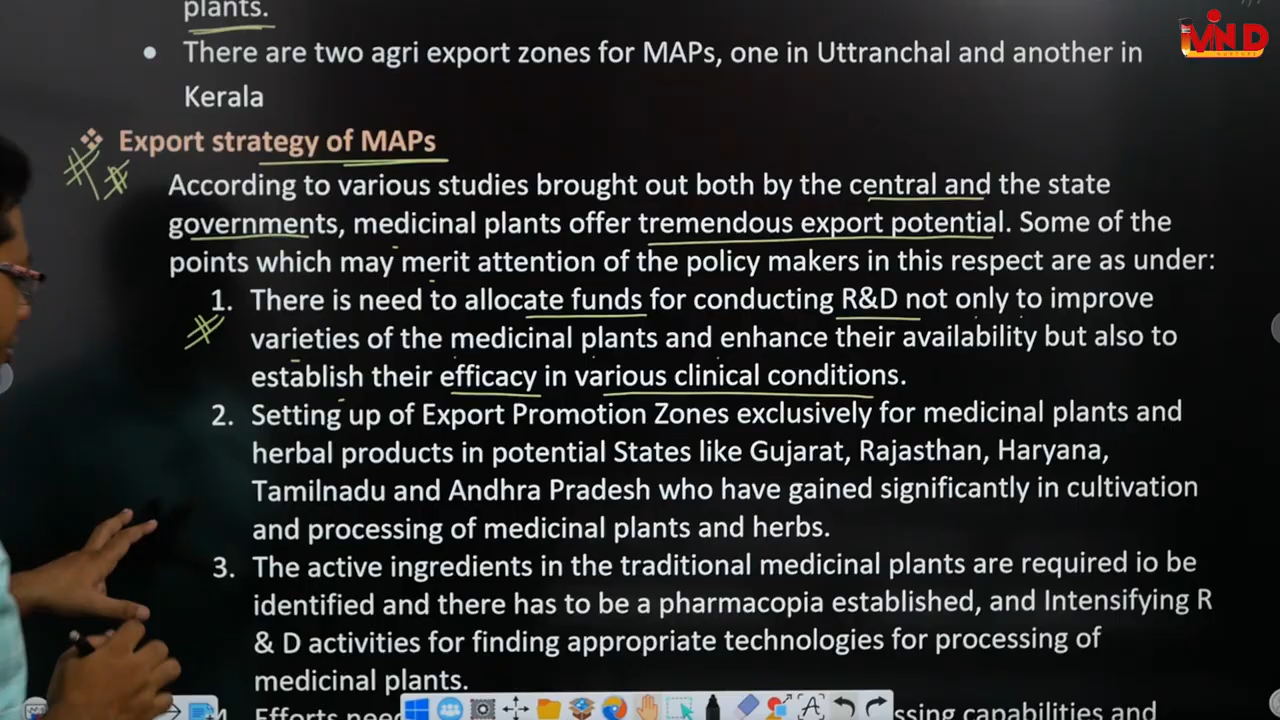 plants.
MIND
• There are two agri export zones for MAPs, one in Uttranchal and another in
Kerala
❖ Export strategy of MAPs
According to various studies brought out both by the central and the state
governments, medicinal plants offer tremendous export potential. Some of the
points which may merit attention of the policy makers in this respect are as under:
1. There is need to allocate funds for conducting R&D not only to improve
varieties of the medicinal plants and enhance their availability but also to
establish their efficacy in various clinical conditions.
2. Setting up of Export Promotion Zones exclusively for medicinal plants and
herbal products in potential States like Gujarat, Rajasthan, Haryana,
Tamilnadu and Andhra Pradesh who have gained significantly in cultivation
and processing of medicinal plants and herbs.
3. The active ingredients in the traditional medicinal plants are required io be
identified and there has to be a pharmacopia established, and Intensifying R
& D activities for finding appropriate technologies for processing of
medicinal plants.
4. Efforts